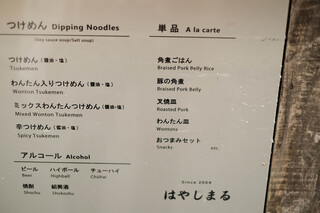 つけめん Dipping Noodles
(soy sauce soup/Salt soup)
つけめん(醤油・塩)
Tsukemen
わんたん入りつけめん(醤油・塩)
Wonton Tsukemen
ミックスわんたんつけめん(醤油・塩)
Mixed Wonton Tsukemen
辛つけめん(醤油・塩)
Spicy Tsukemen
アルコール Alcohol
ビール ハイボール チューハイ
Beer Highball Chuhai
焼酎 紹興酒
Shochu Shokoshu
単品 A la carte
角煮ごはん
Braised Pork Belly Rice
豚の角煮
Braised Pork Belly
叉焼皿
Roasted Pork
わんたん皿
Wontons
おつまみセット
Snacks etc.
Since 2008
はやしまる